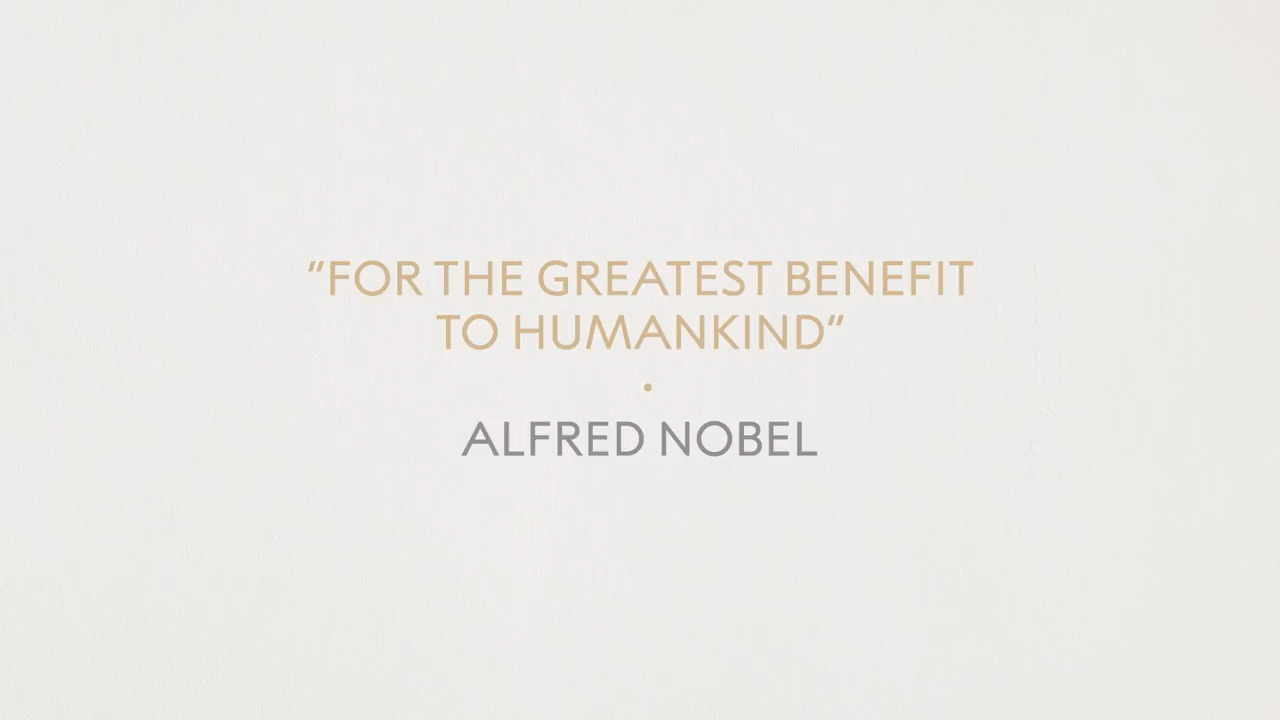 “FOR THE GREATEST BENEFIT
TO HUMANKIND”
•
ALFRED NOBEL